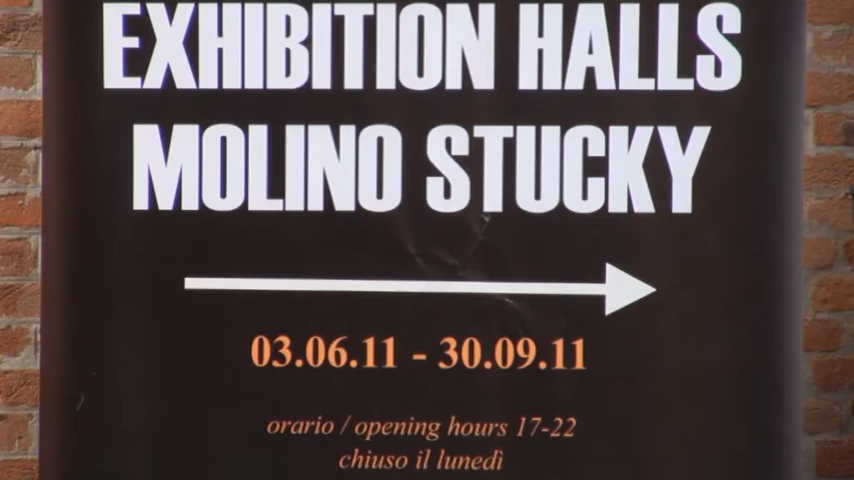 EXHIBITION HALLS
MOLINO STUCKY
03.06.11 - 30.09.11
orario / opening hours 17-22
chiuso il lunedì